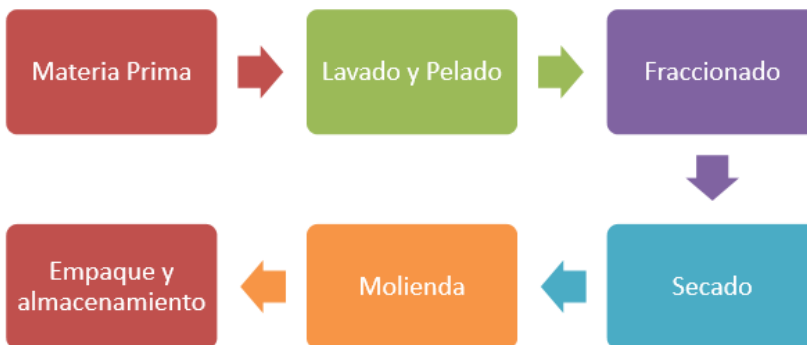 Materia Prima
Lavado y Pelado
Fraccionado
Secado
Molienda
Empaque y
almacenamiento